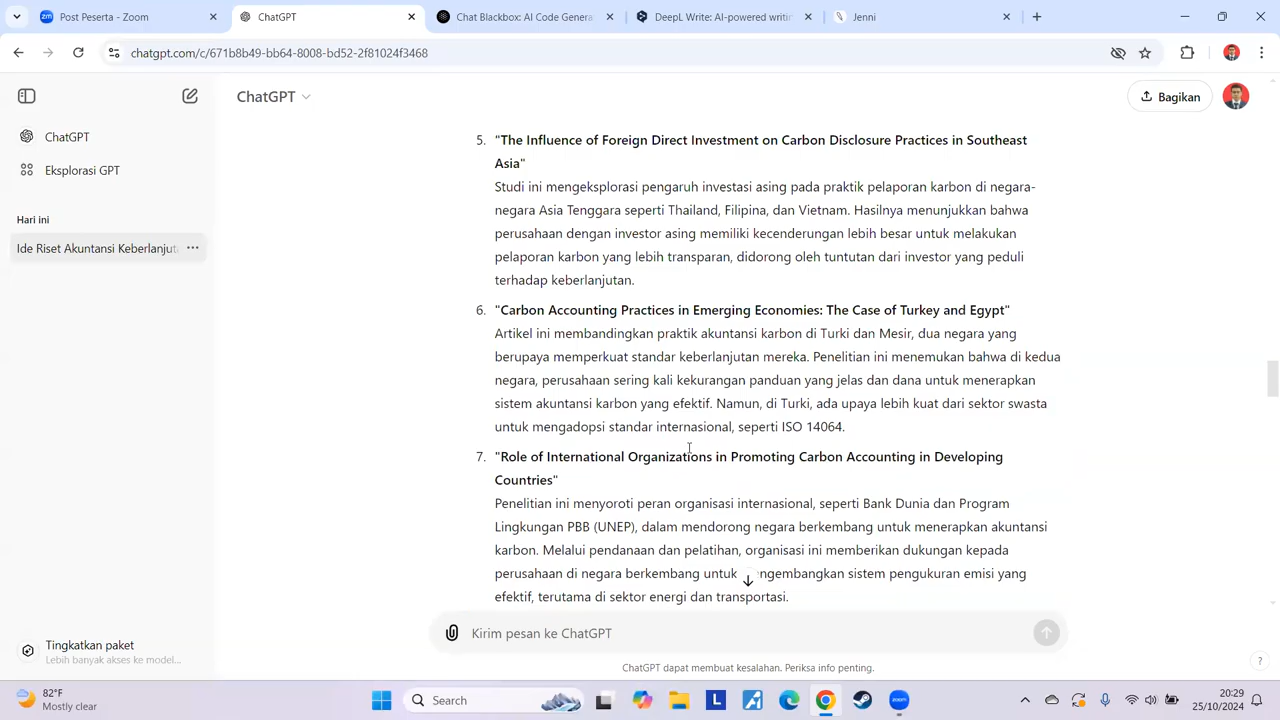 Post Peserta - Zoom
ChatGPT
Chat Blackbox: AI Code Genera
DeepL Write: AI-powered writi
Jenni
chatgpt.com/c/671b8b49-bb64-8008-bd52-2f81024f3468
ChatGPT
Bagikan
ChatGPT
Eksplorasi GPT
Hari ini
Ide Riset Akuntansi Keberlanjut
5. "The Influence of Foreign Direct Investment on Carbon Disclosure Practices in Southeast
Asia"
Studi ini mengeksplorasi pengaruh investasi asing pada praktik pelaporan karbon di negara-
negara Asia Tenggara seperti Thailand, Filipina, dan Vietnam. Hasilnya menunjukkan bahwa
perusahaan dengan investor asing memiliki kecenderungan lebih besar untuk melakukan
pelaporan karbon yang lebih transparan, didorong oleh tuntutan dari investor yang peduli
terhadap keberlanjutan.
6. "Carbon Accounting Practices in Emerging Economies: The Case of Turkey and Egypt"
Artikel ini membandingkan praktik akuntansi karbon di Turki dan Mesir, dua negara yang
berupaya memperkuat standar keberlanjutan mereka. Penelitian ini menemukan bahwa di kedua
negara, perusahaan sering kali kekurangan panduan yang jelas dan dana untuk menerapkan
sistem akuntansi karbon yang efektif. Namun, di Turki, ada upaya lebih kuat dari sektor swasta
untuk mengadopsi standar internasional, seperti ISO 14064.
7. "Role of International Organizations in Promoting Carbon Accounting in Developing
Countries"
Penelitian ini menyoroti peran organisasi internasional, seperti Bank Dunia dan Program
Lingkungan PBB (UNEP), dalam mendorong negara berkembang untuk menerapkan akuntansi
karbon. Melalui pendanaan dan pelatihan, organisasi ini memberikan dukungan kepada
perusahaan di negara berkembang untuk ngembangkan sistem pengukuran emisi yang
efektif, terutama di sektor energi dan transportasi.
Kirim pesan ke ChatGPT
ChatGPT dapat membuat kesalahan. Periksa info penting.
Tingkatkan paket
Lebih banyak akses ke model...
82°F
Mostly clear
Search
20:29
25/10/2024